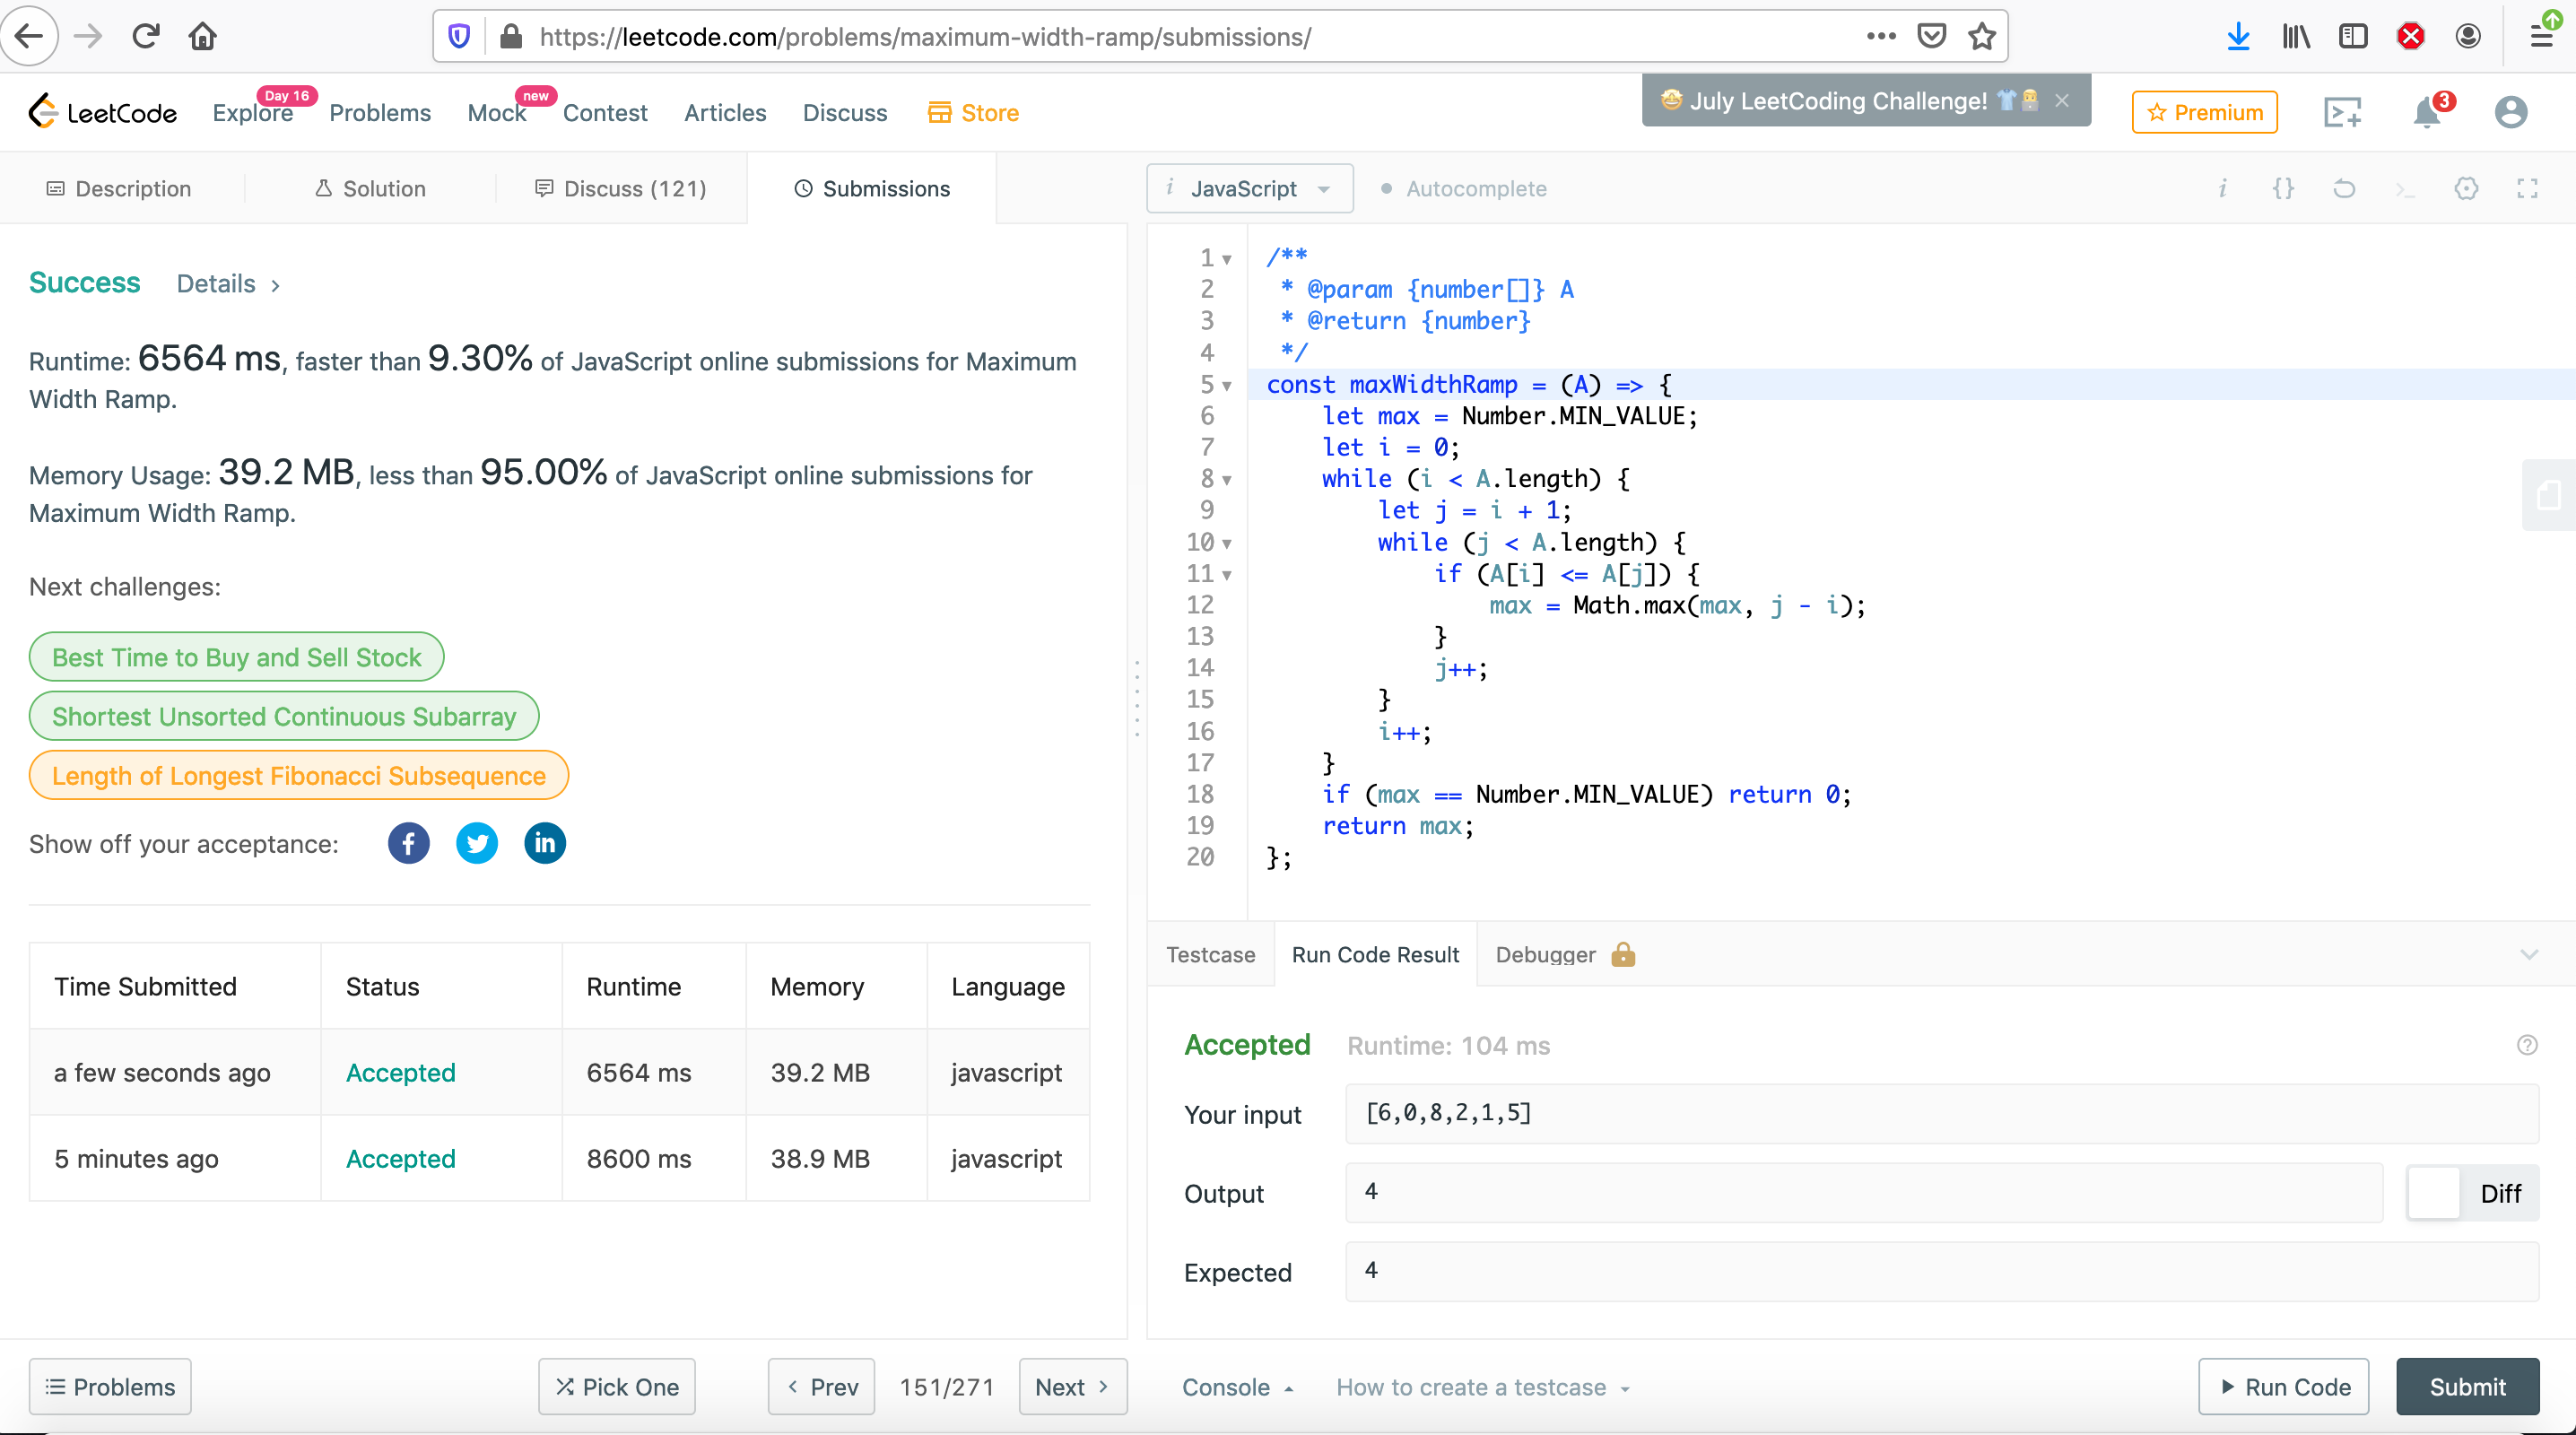 https://leetcode.com/problems/maximum-width-ramp/submissions/
LeetCode
Explore
Day 16
Problems
Mock
new
Contest
Articles
Discuss
Store
July LeetCoding Challenge!
Premium
3
Description
Solution
Discuss (121)
Submissions
i JavaScript
Autocomplete
Success Details
Runtime: 6564 ms, faster than 9.30% of JavaScript online submissions for Maximum
Width Ramp.
Memory Usage: 39.2 MB, less than 95.00% of JavaScript online submissions for
Maximum Width Ramp.
Next challenges:
Best Time to Buy and Sell Stock
Shortest Unsorted Continuous Subarray
Length of Longest Fibonacci Subsequence
Show off your acceptance:
Time Submitted Status Runtime Memory Language
a few seconds ago Accepted 6564 ms 39.2 MB javascript
5 minutes ago Accepted 8600 ms 38.9 MB javascript
1 /**
2 * @param {number[]} A
3 * @return {number}
4 */
5 const maxWidthRamp = (A) => {
6 let max = Number.MIN_VALUE;
7 let i = 0;
8 while (i < A.length) {
9 let j = i + 1;
10 while (j < A.length) {
11 if (A[i] <= A[j]) {
12 max = Math.max(max, j - i);
13 }
14 j++;
15 }
16 i++;
17 }
18 if (max == Number.MIN_VALUE) return 0;
19 return max;
20 };
Testcase
Run Code Result
Debugger
Accepted Runtime: 104 ms
Your input [6,0,8,2,1,5]
Output 4
Diff
Expected 4
Problems
Pick One
Prev
151/271
Next
Console
How to create a testcase
Run Code
Submit